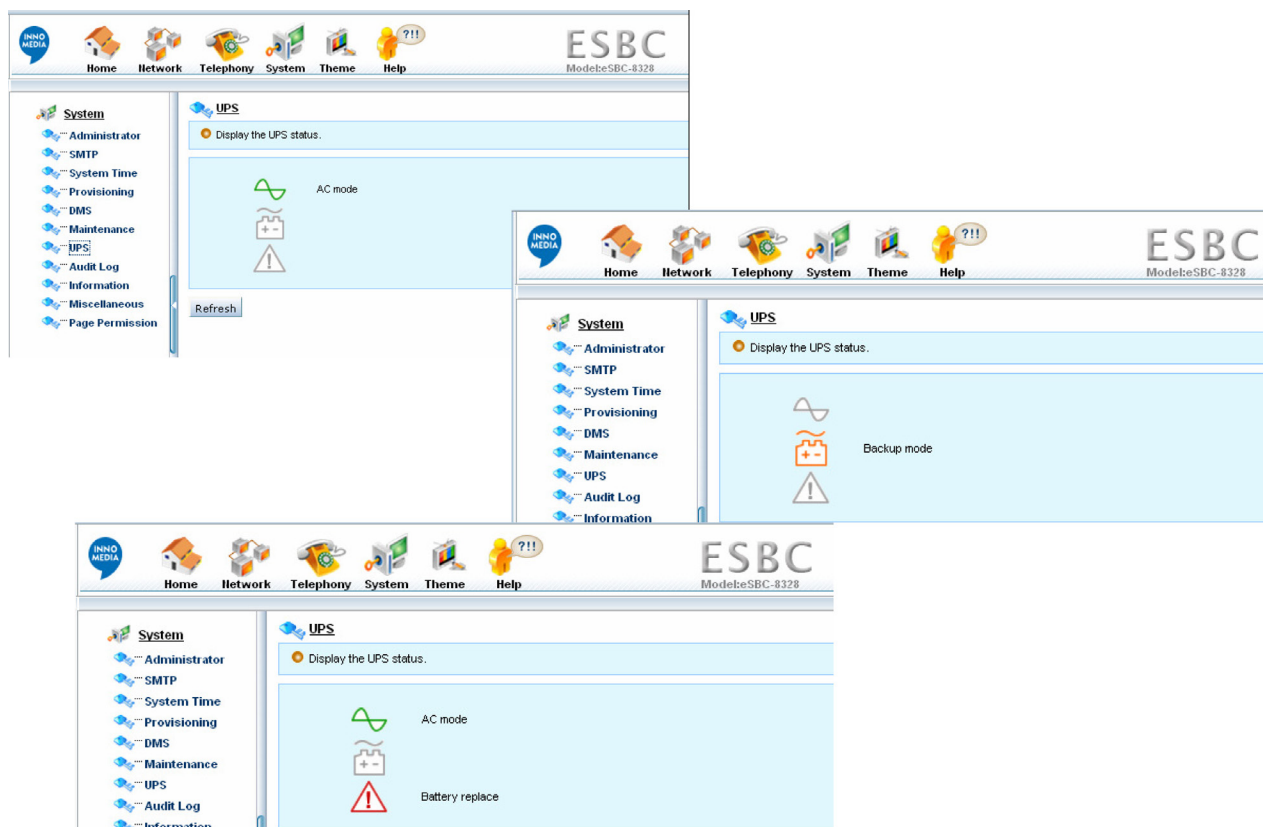 INNO
MEDIA
Home Network Telephony System Theme Help
?!!
ESBC
Model:eSBC-8328
System
Administrator
SMTP
System Time
Provisioning
DMS
Maintenance
UPS
Audit Log
Information
Miscellaneous
Page Permission
UPS
Display the UPS status.
AC mode
Refresh
INNO
MEDIA
Home Network Telephony System Theme Help
?!!
ESBC
Model:eSBC-8328
System
Administrator
SMTP
System Time
Provisioning
DMS
Maintenance
UPS
Audit Log
Information
UPS
Display the UPS status.
Backup mode
INNO
MEDIA
Home Network Telephony System Theme Help
?!!
ESBC
Model:eSBC-8328
System
Administrator
SMTP
System Time
Provisioning
DMS
Maintenance
UPS
Audit Log
Information
UPS
Display the UPS status.
AC mode
Battery replace